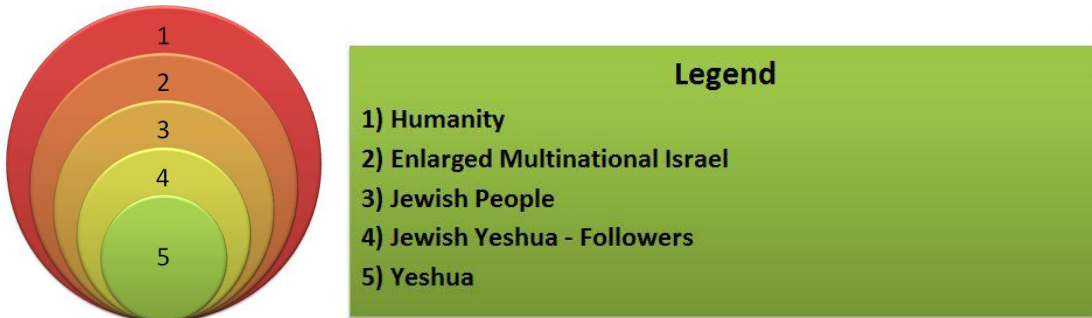 1
2
3
4
5
Legend
1) Humanity
2) Enlarged Multinational Israel
3) Jewish People
4) Jewish Yeshua - Followers
5) Yeshua